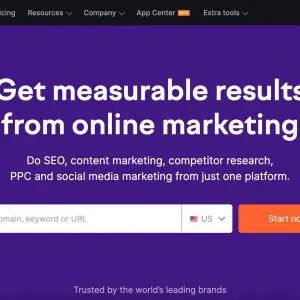 icing Resources Company App Center BETA Extra tools
Get measurable results
from online marketing
Do SEO, content marketing, competitor research,
PPC and social media marketing from just one platform.
omain, keyword or URL US Start no
Trusted by the world's leading brands